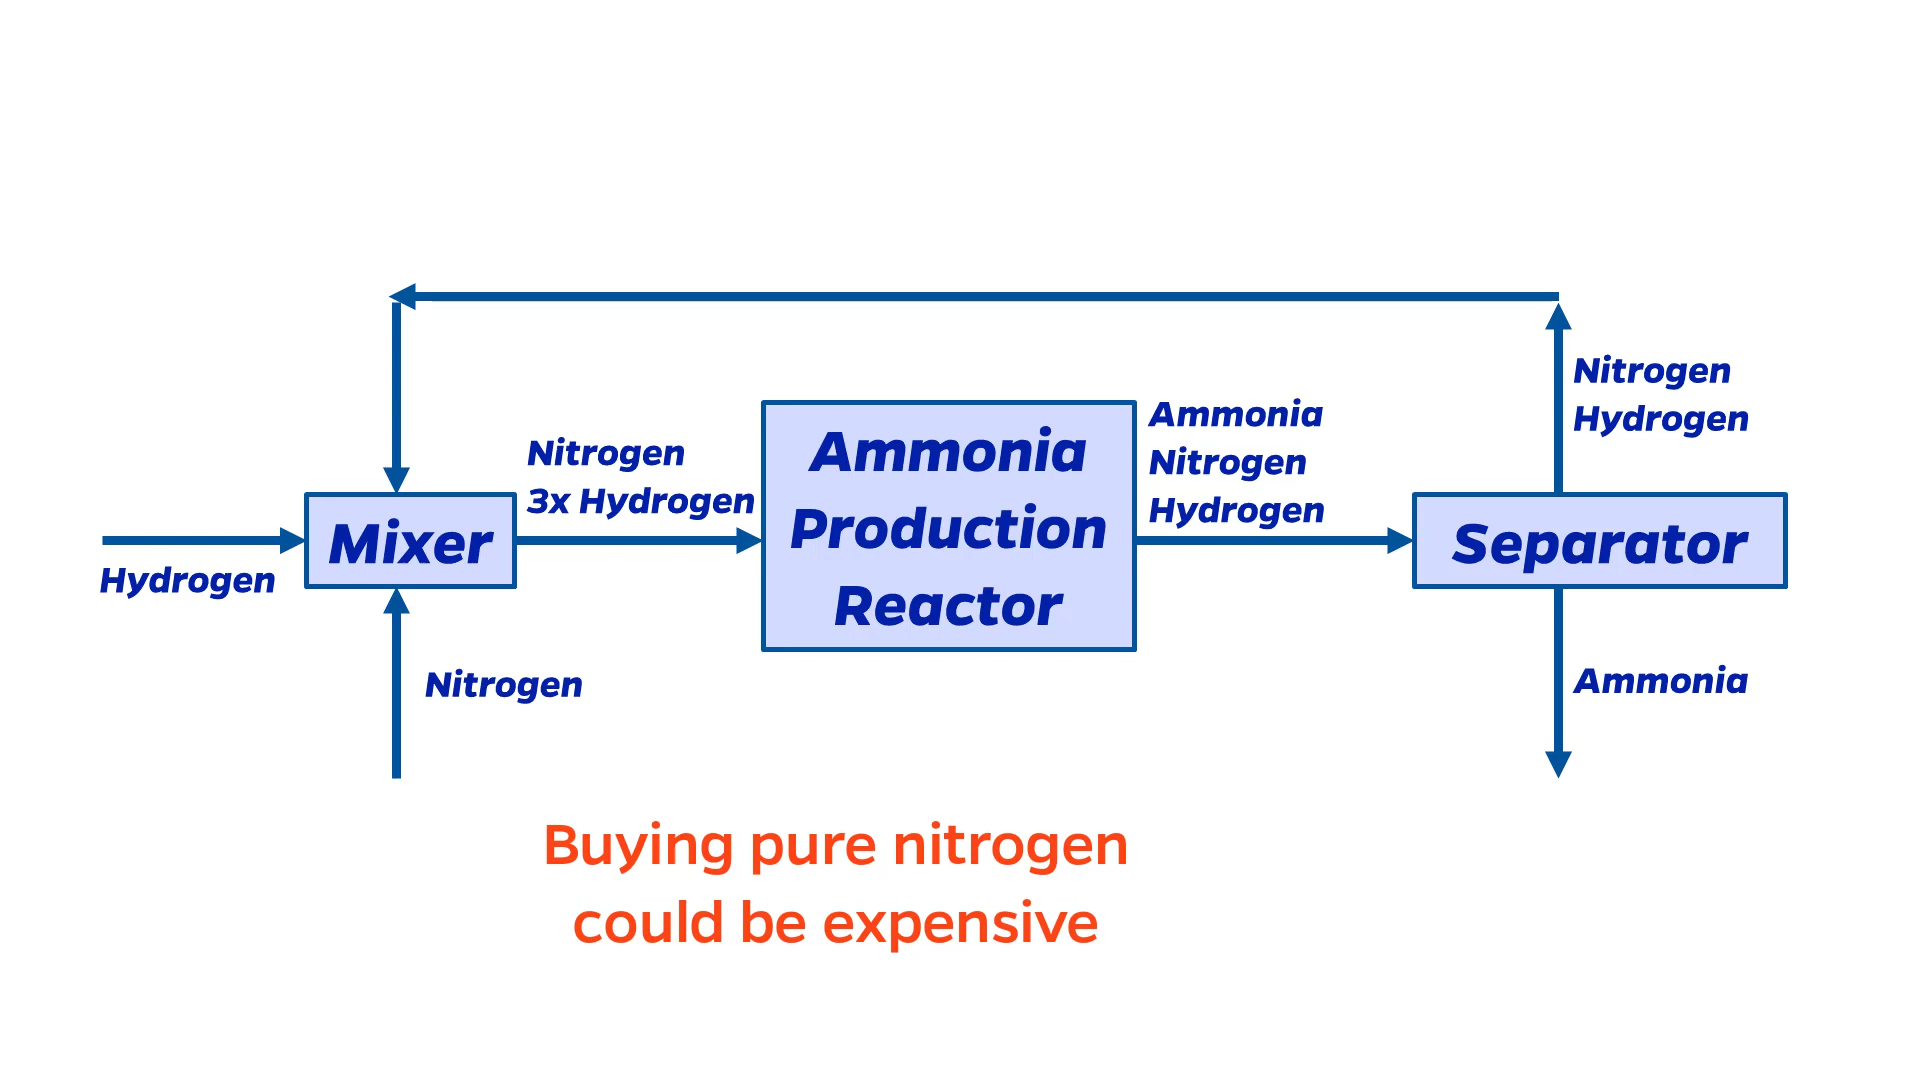 Nitrogen
Hydrogen
Ammonia
Nitrogen
Hydrogen
Nitrogen
3x Hydrogen
Ammonia
Production
Reactor
Mixer
Separator
Hydrogen
Nitrogen
Ammonia
Buying pure nitrogen
could be expensive